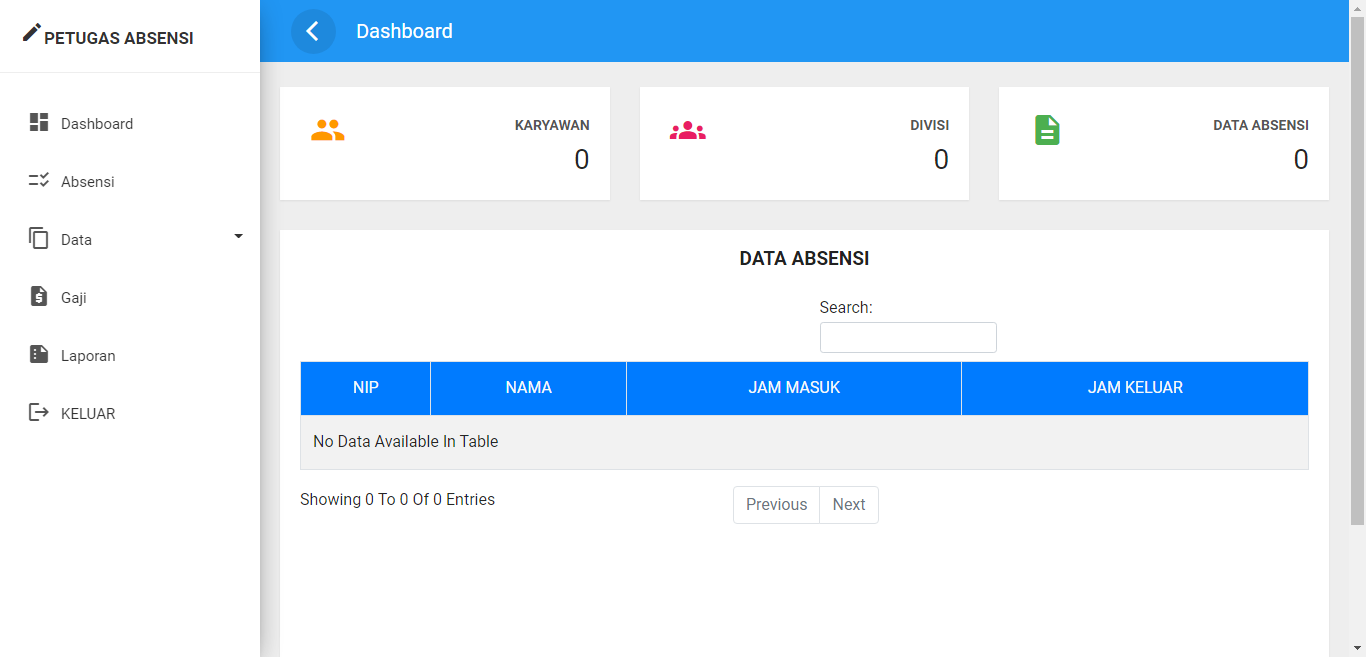 PETUGAS ABSENSI
Dashboard
Absensi
Data
Gaji
Laporan
KELUAR
Dashboard
KARYAWAN
0
DIVISI
0
DATA ABSENSI
0
DATA ABSENSI
Search:
NIP NAMA JAM MASUK JAM KELUAR
No Data Available In Table
Showing 0 To 0 Of 0 Entries
Previous Next